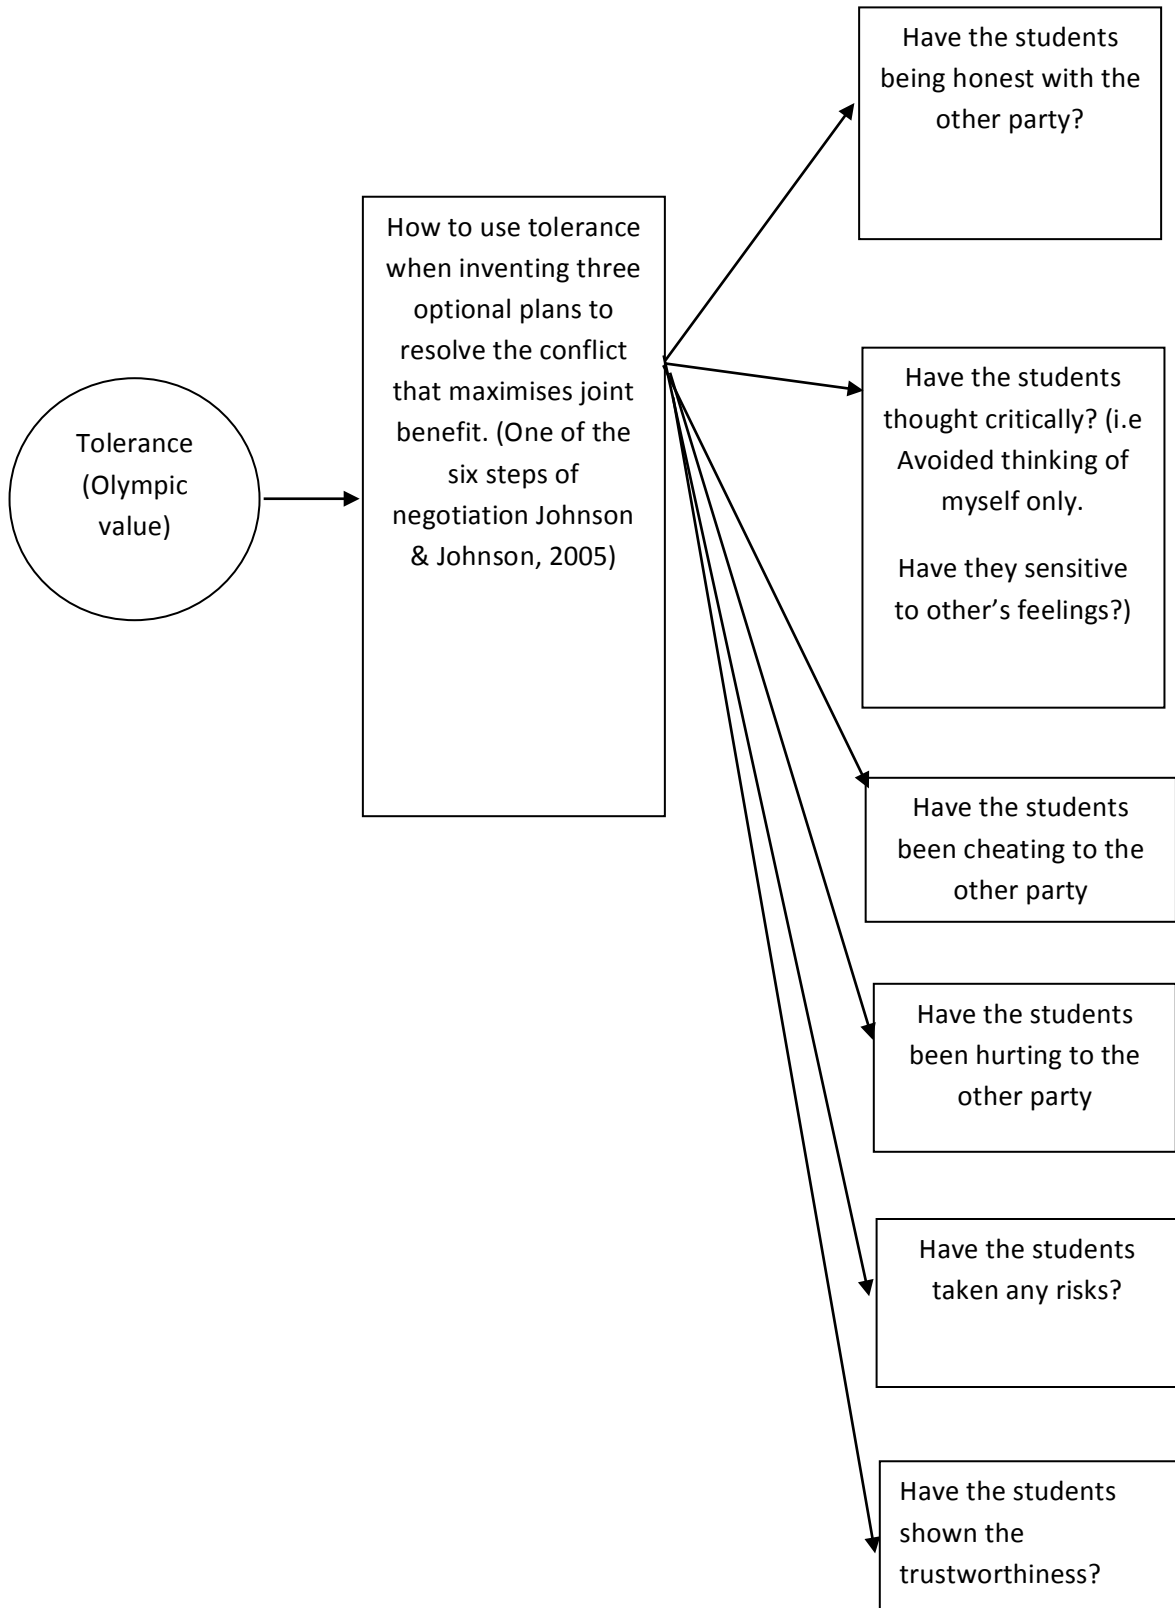 Have the students
being honest with the
other party?
How to use tolerance
when inventing three
optional plans to
resolve the conflict
that maximises joint
benefit. (One of the
six steps of
negotiation Johnson
& Johnson, 2005)
Tolerance
(Olympic
value)
Have the students
thought critically? (i.e
Avoided thinking of
myself only.
Have they sensitive
to other’s feelings?)
Have the students
been cheating to the
other party
Have the students
been hurting to the
other party
Have the students
taken any risks?
Have the students
shown the
trustworthiness?